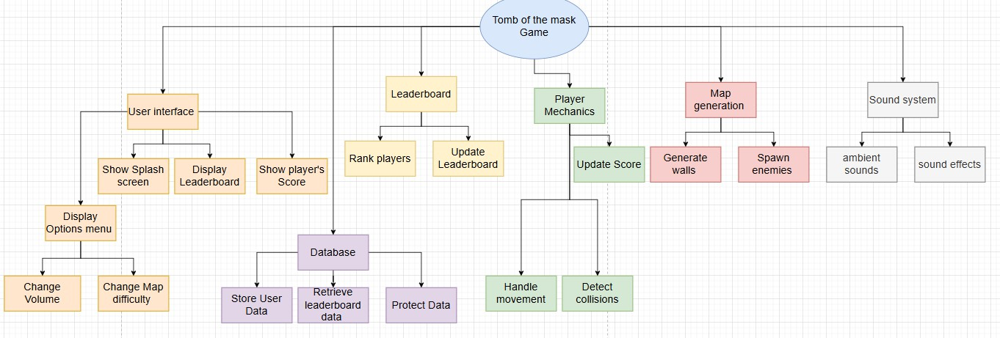 Tomb of the mask
Game
User interface
Leaderboard
Player
Mechanics
Map
generation
Sound system
Show Splash
screen
Display
Leaderboard
Show player's
Score
Rank players
Update
Leaderboard
Update Score
Generate
walls
Spawn
enemies
ambient
sounds
sound effects
Display
Options menu
Database
Change
Volume
Change Map
difficulty
Store User
Data
Retrieve
leaderboard
data
Protect Data
Handle
movement
Detect
collisions